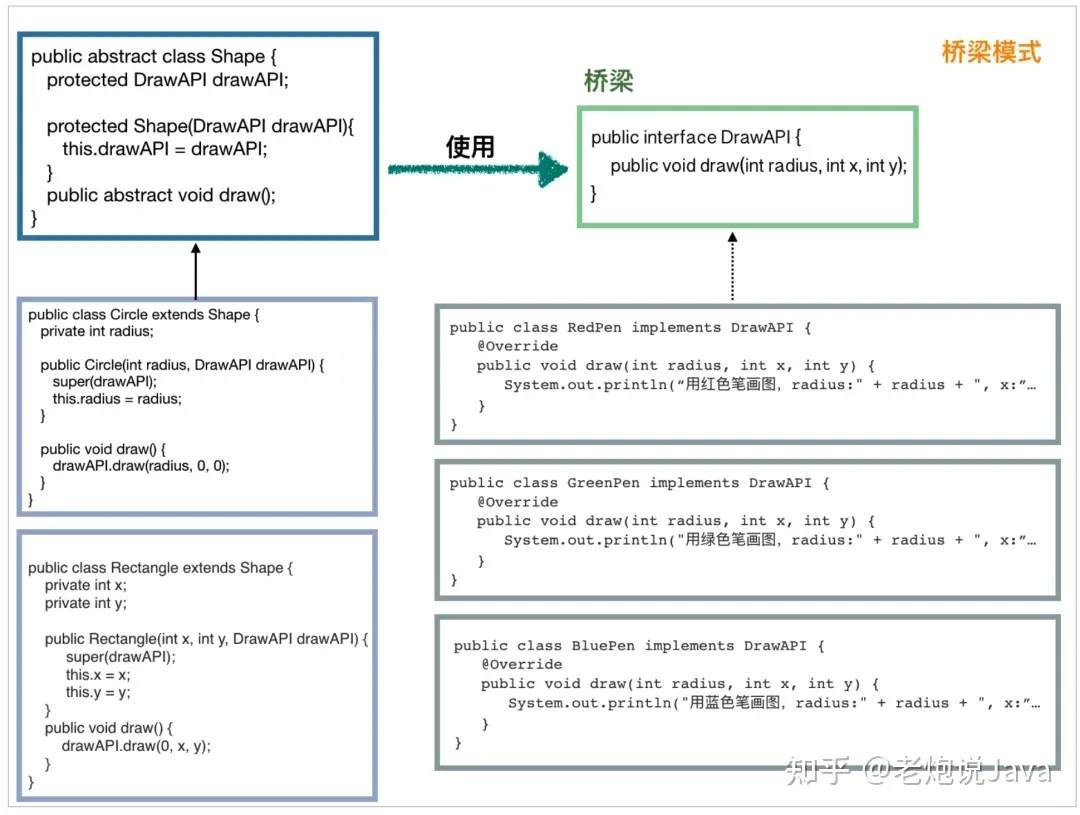 桥梁模式
public abstract class Shape {
protected DrawAPI drawAPI;
protected Shape(DrawAPI drawAPI){
this.drawAPI = drawAPI;
}
public abstract void draw();
}
使用
桥梁
public interface DrawAPI {
public void draw(int radius, int x, int y);
}
public class Circle extends Shape {
private int radius;
public Circle(int radius, DrawAPI drawAPI) {
super(drawAPI);
this.radius = radius;
}
public void draw() {
drawAPI.draw(radius, 0, 0);
}
}
public class Rectangle extends Shape {
private int x;
private int y;
public Rectangle(int x, int y, DrawAPI drawAPI) {
super(drawAPI);
this.x = x;
this.y = y;
}
public void draw() {
drawAPI.draw(0, x, y);
}
}
public class RedPen implements DrawAPI {
@Override
public void draw(int radius, int x, int y) {
System.out.println(“用红色笔画图，radius:" + radius + ", x:”…
}
}
public class GreenPen implements DrawAPI {
@Override
public void draw(int radius, int x, int y) {
System.out.println("用绿色笔画图，radius:" + radius + ", x:”…
}
}
public class BluePen implements DrawAPI {
@Override
public void draw(int radius, int x, int y) {
System.out.println("用蓝色笔画图，radius:" + radius + ", x:”…
}
}
知乎 @老炮说Java